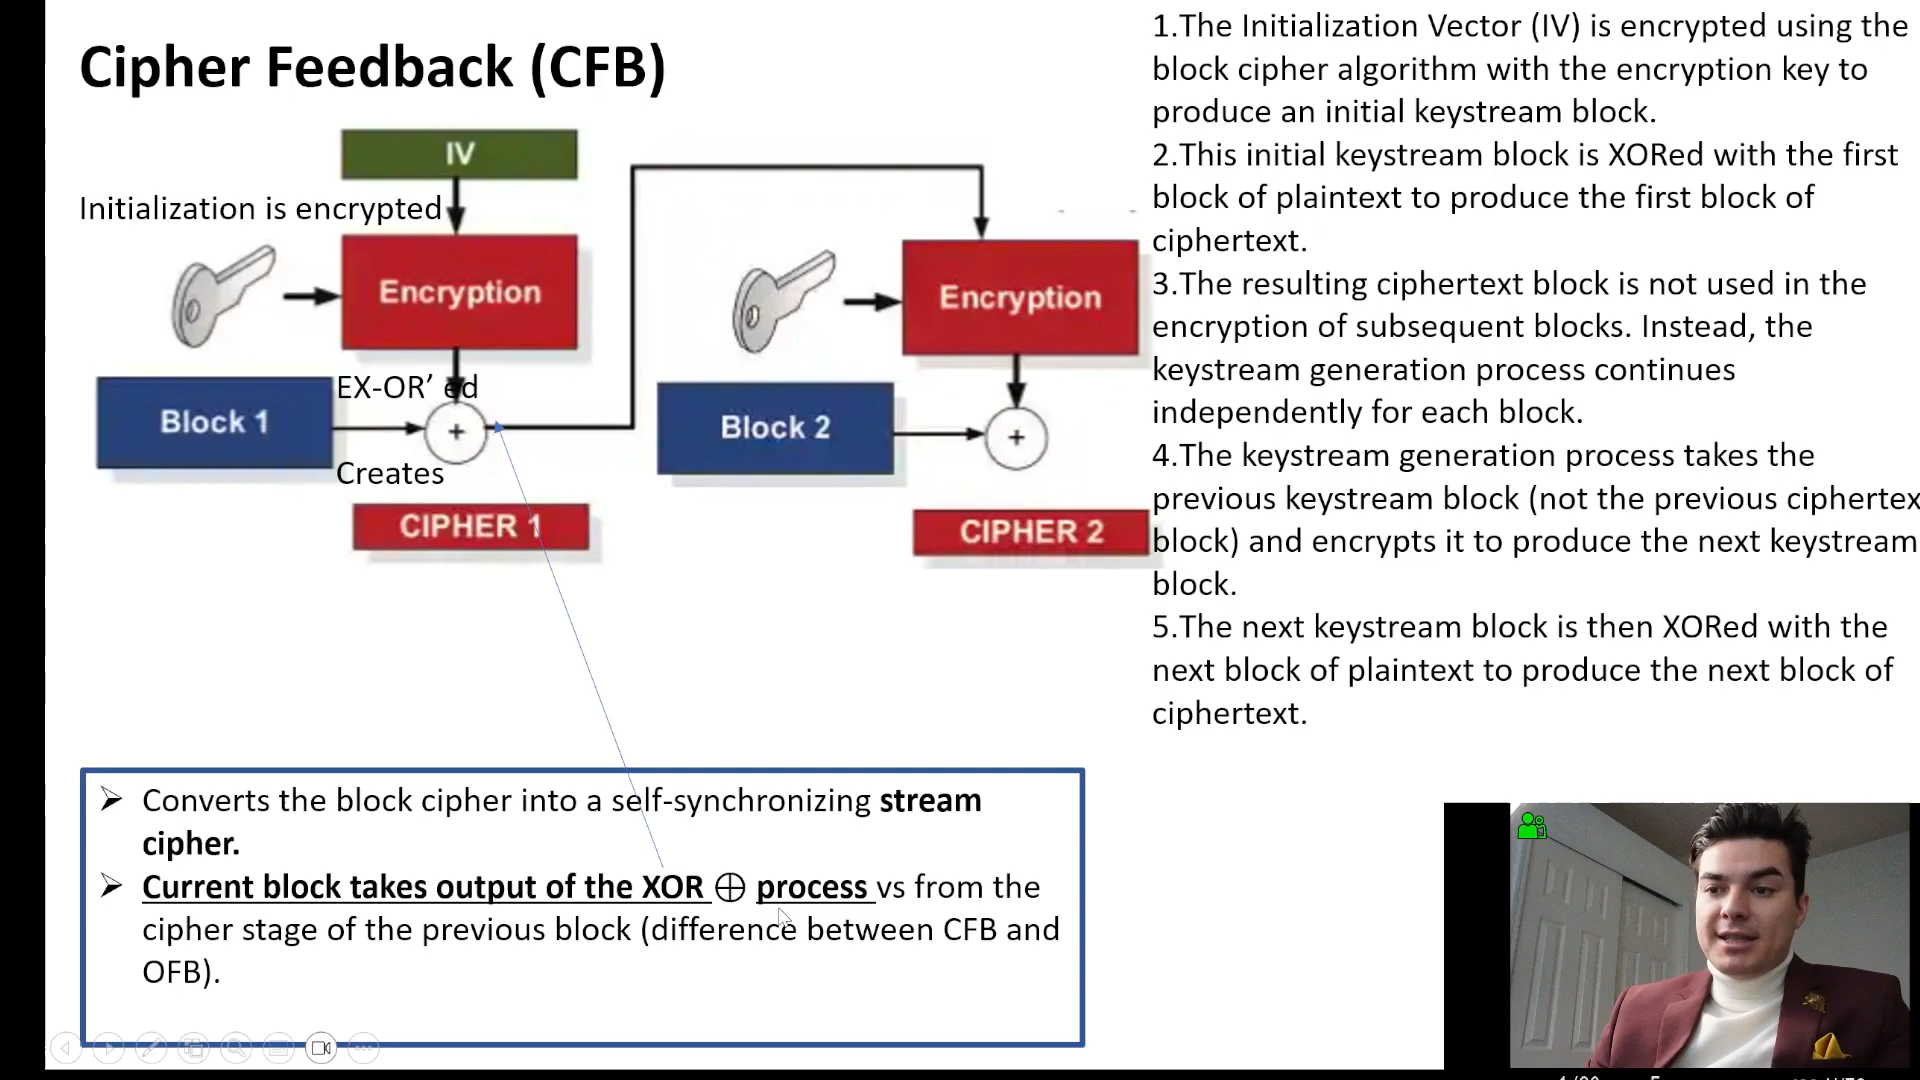 Cipher Feedback (CFB)
IV
Initialization is encrypted
Encryption
Encryption
EX-OR’ ed
Block 1
+
Block 2
+
Creates
CIPHER 1
CIPHER 2
1.The Initialization Vector (IV) is encrypted using the
block cipher algorithm with the encryption key to
produce an initial keystream block.
2.This initial keystream block is XORed with the first
block of plaintext to produce the first block of
ciphertext.
3.The resulting ciphertext block is not used in the
encryption of subsequent blocks. Instead, the
keystream generation process continues
independently for each block.
4.The keystream generation process takes the
previous keystream block (not the previous ciphertex
block) and encrypts it to produce the next keystream
block.
5.The next keystream block is then XORed with the
next block of plaintext to produce the next block of
ciphertext.
➢ Converts the block cipher into a self-synchronizing stream
cipher.
➢ Current block takes output of the XOR ⊕ process vs from the
cipher stage of the previous block (difference between CFB and
OFB).